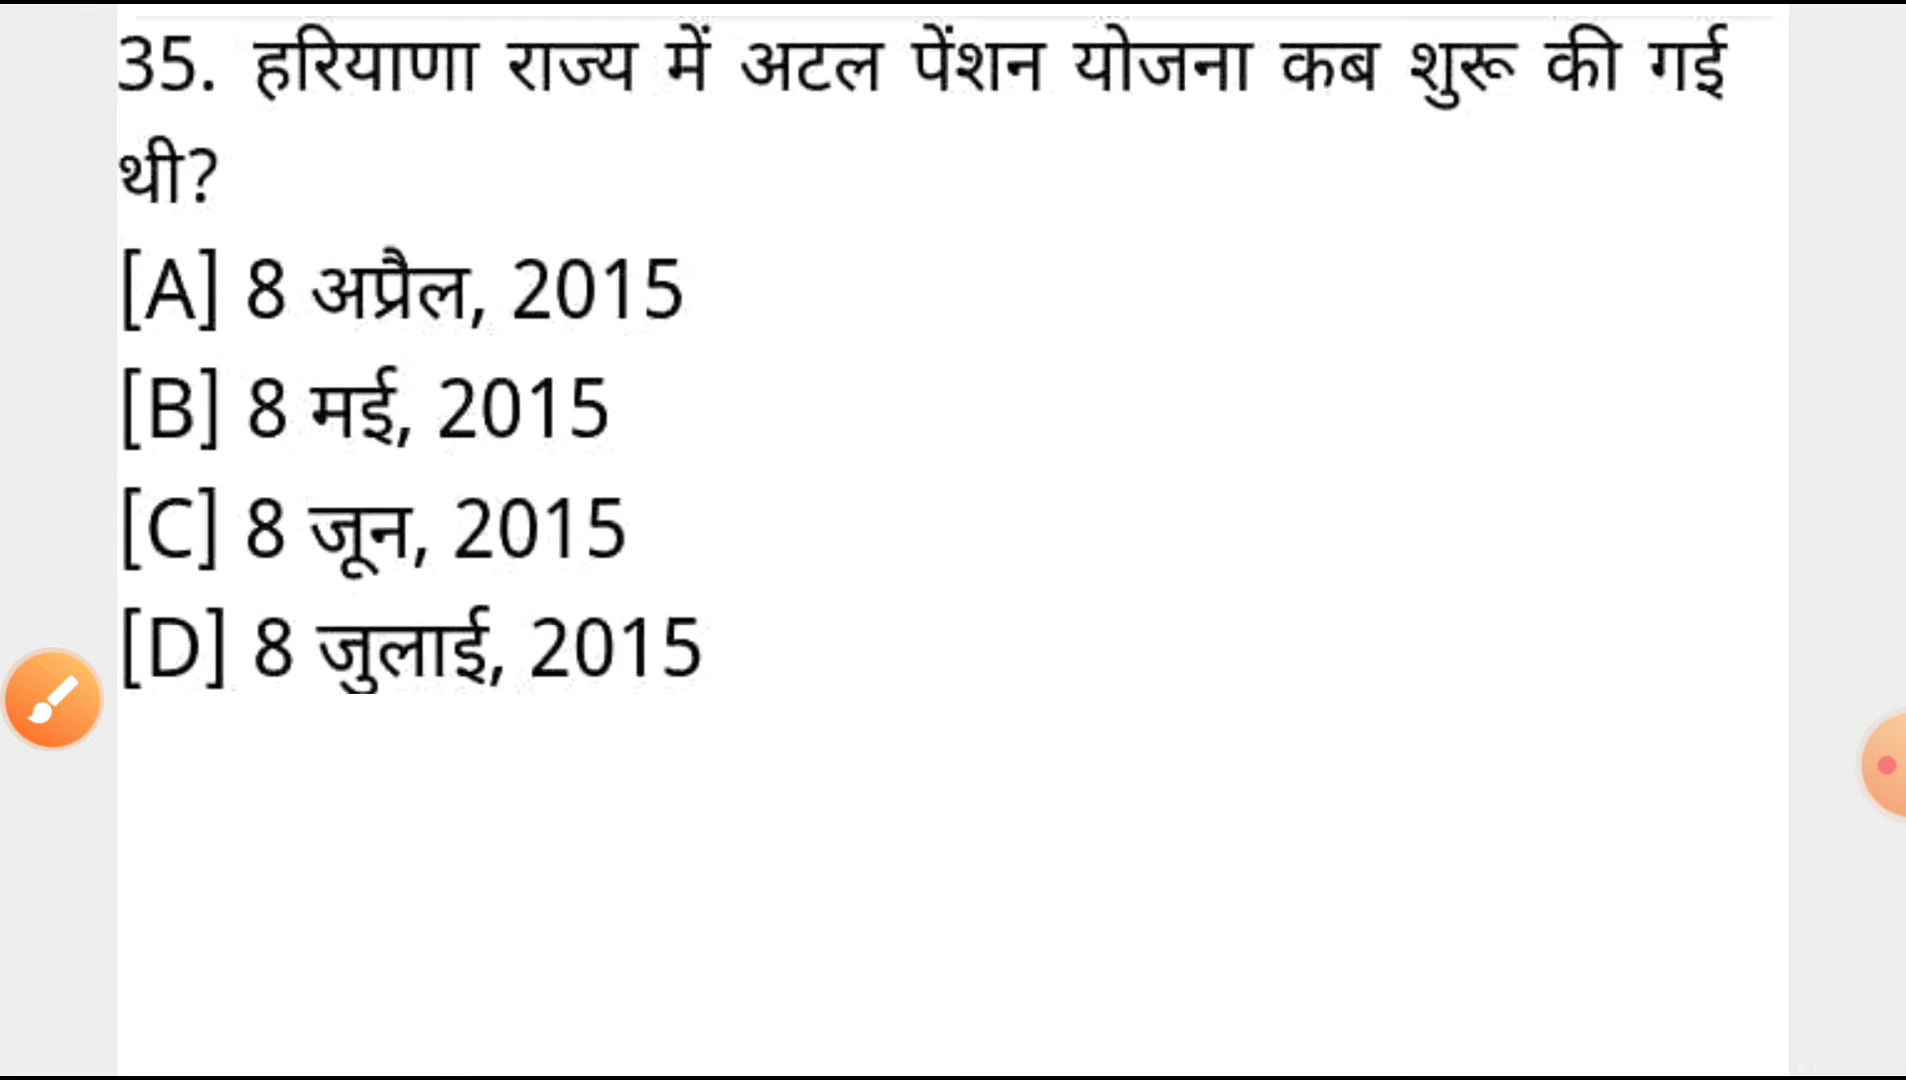 35. हरियाणा राज्य में अटल पेंशन योजना कब शुरू की गई
थी?
[A] 8 अप्रैल, 2015
[B] 8 मई, 2015
[C] 8 जून, 2015
[D] 8 जुलाई, 2015